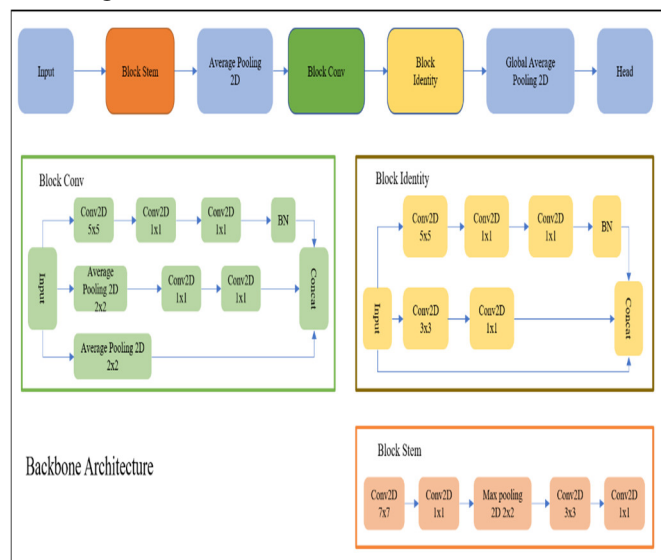 Input
Block Stem
Average Pooling
2D
Block Conv
Block
Identity
Global Average
Pooling 2D
Head
Block Conv
Conv2D
5x5
Conv2D
1x1
Conv2D
1x1
BN
Input
Average
Pooling 2D
2x2
Conv2D
1x1
Conv2D
1x1
Concat
Average Pooling 2D
2x2
Block Identity
Conv2D
5x5
Conv2D
1x1
Conv2D
1x1
BN
Input
Conv2D
3x3
Conv2D
1x1
Concat
Backbone Architecture
Block Stem
Conv2D
7x7
Conv2D
1x1
Max pooling
2D 2x2
Conv2D
3x3
Conv2D
1x1